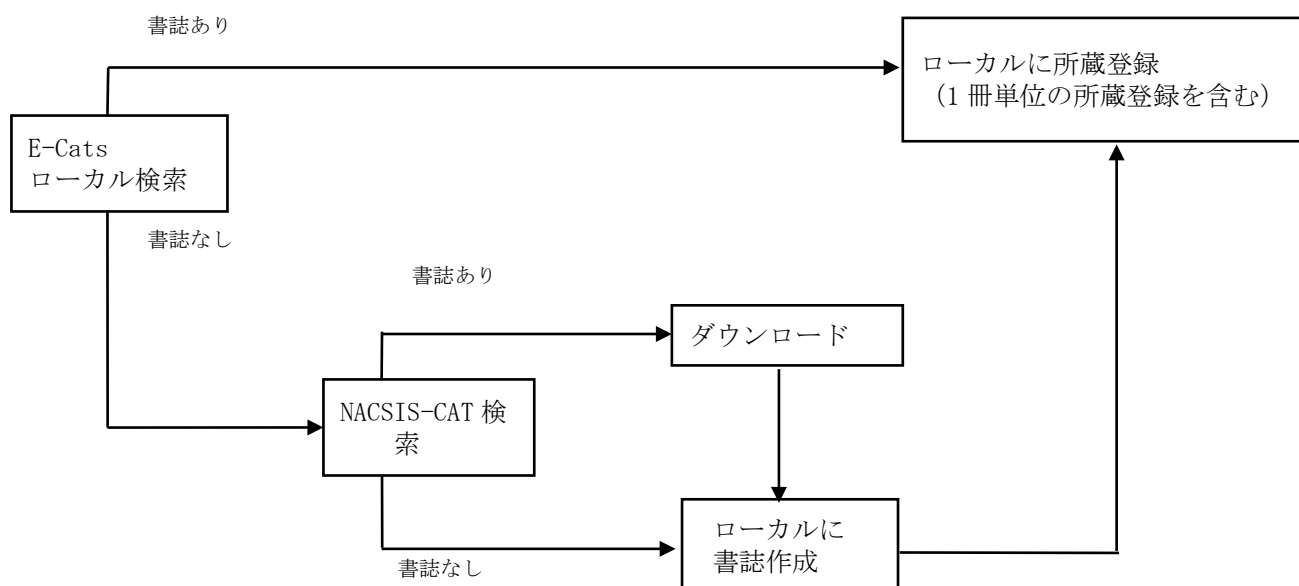 書誌あり
ローカルに所蔵登録
(1冊単位の所蔵登録を含む)
E-Cats
ローカル検索
書誌なし
書誌あり
ダウンロード
NACSIS-CAT 検
索
ローカルに
書誌作成
書誌なし